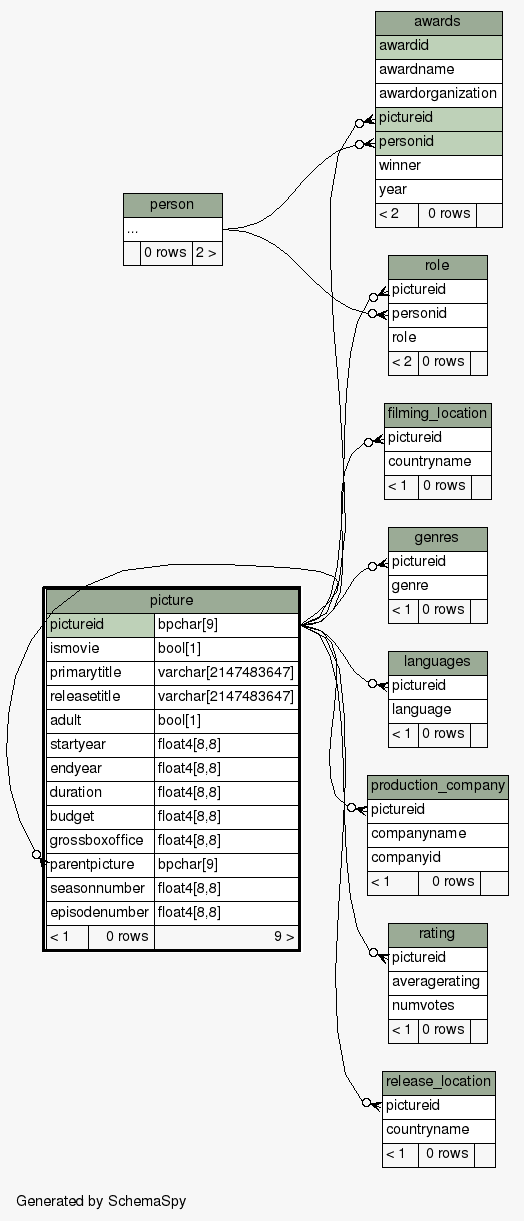 awards
awardid
awardname
awardorganization
pictureid
personid
winner
year
< 2 0 rows
person
...
0 rows 2 >
role
pictureid
personid
role
< 2 0 rows
filming_location
pictureid
countryname
< 1 0 rows
genres
pictureid
genre
< 1 0 rows
picture
pictureid bpchar[9]
ismovie bool[1]
primarytitle varchar[2147483647]
releasetitle varchar[2147483647]
adult bool[1]
startyear float4[8,8]
endyear float4[8,8]
duration float4[8,8]
budget float4[8,8]
grossboxoffice float4[8,8]
parentpicture bpchar[9]
seasonnumber float4[8,8]
episodenumber float4[8,8]
< 1 0 rows 9 >
languages
pictureid
language
< 1 0 rows
production_company
pictureid
companyname
companyid
< 1 0 rows
rating
pictureid
averagerating
numvotes
< 1 0 rows
release_location
pictureid
countryname
< 1 0 rows
Generated by SchemaSpy